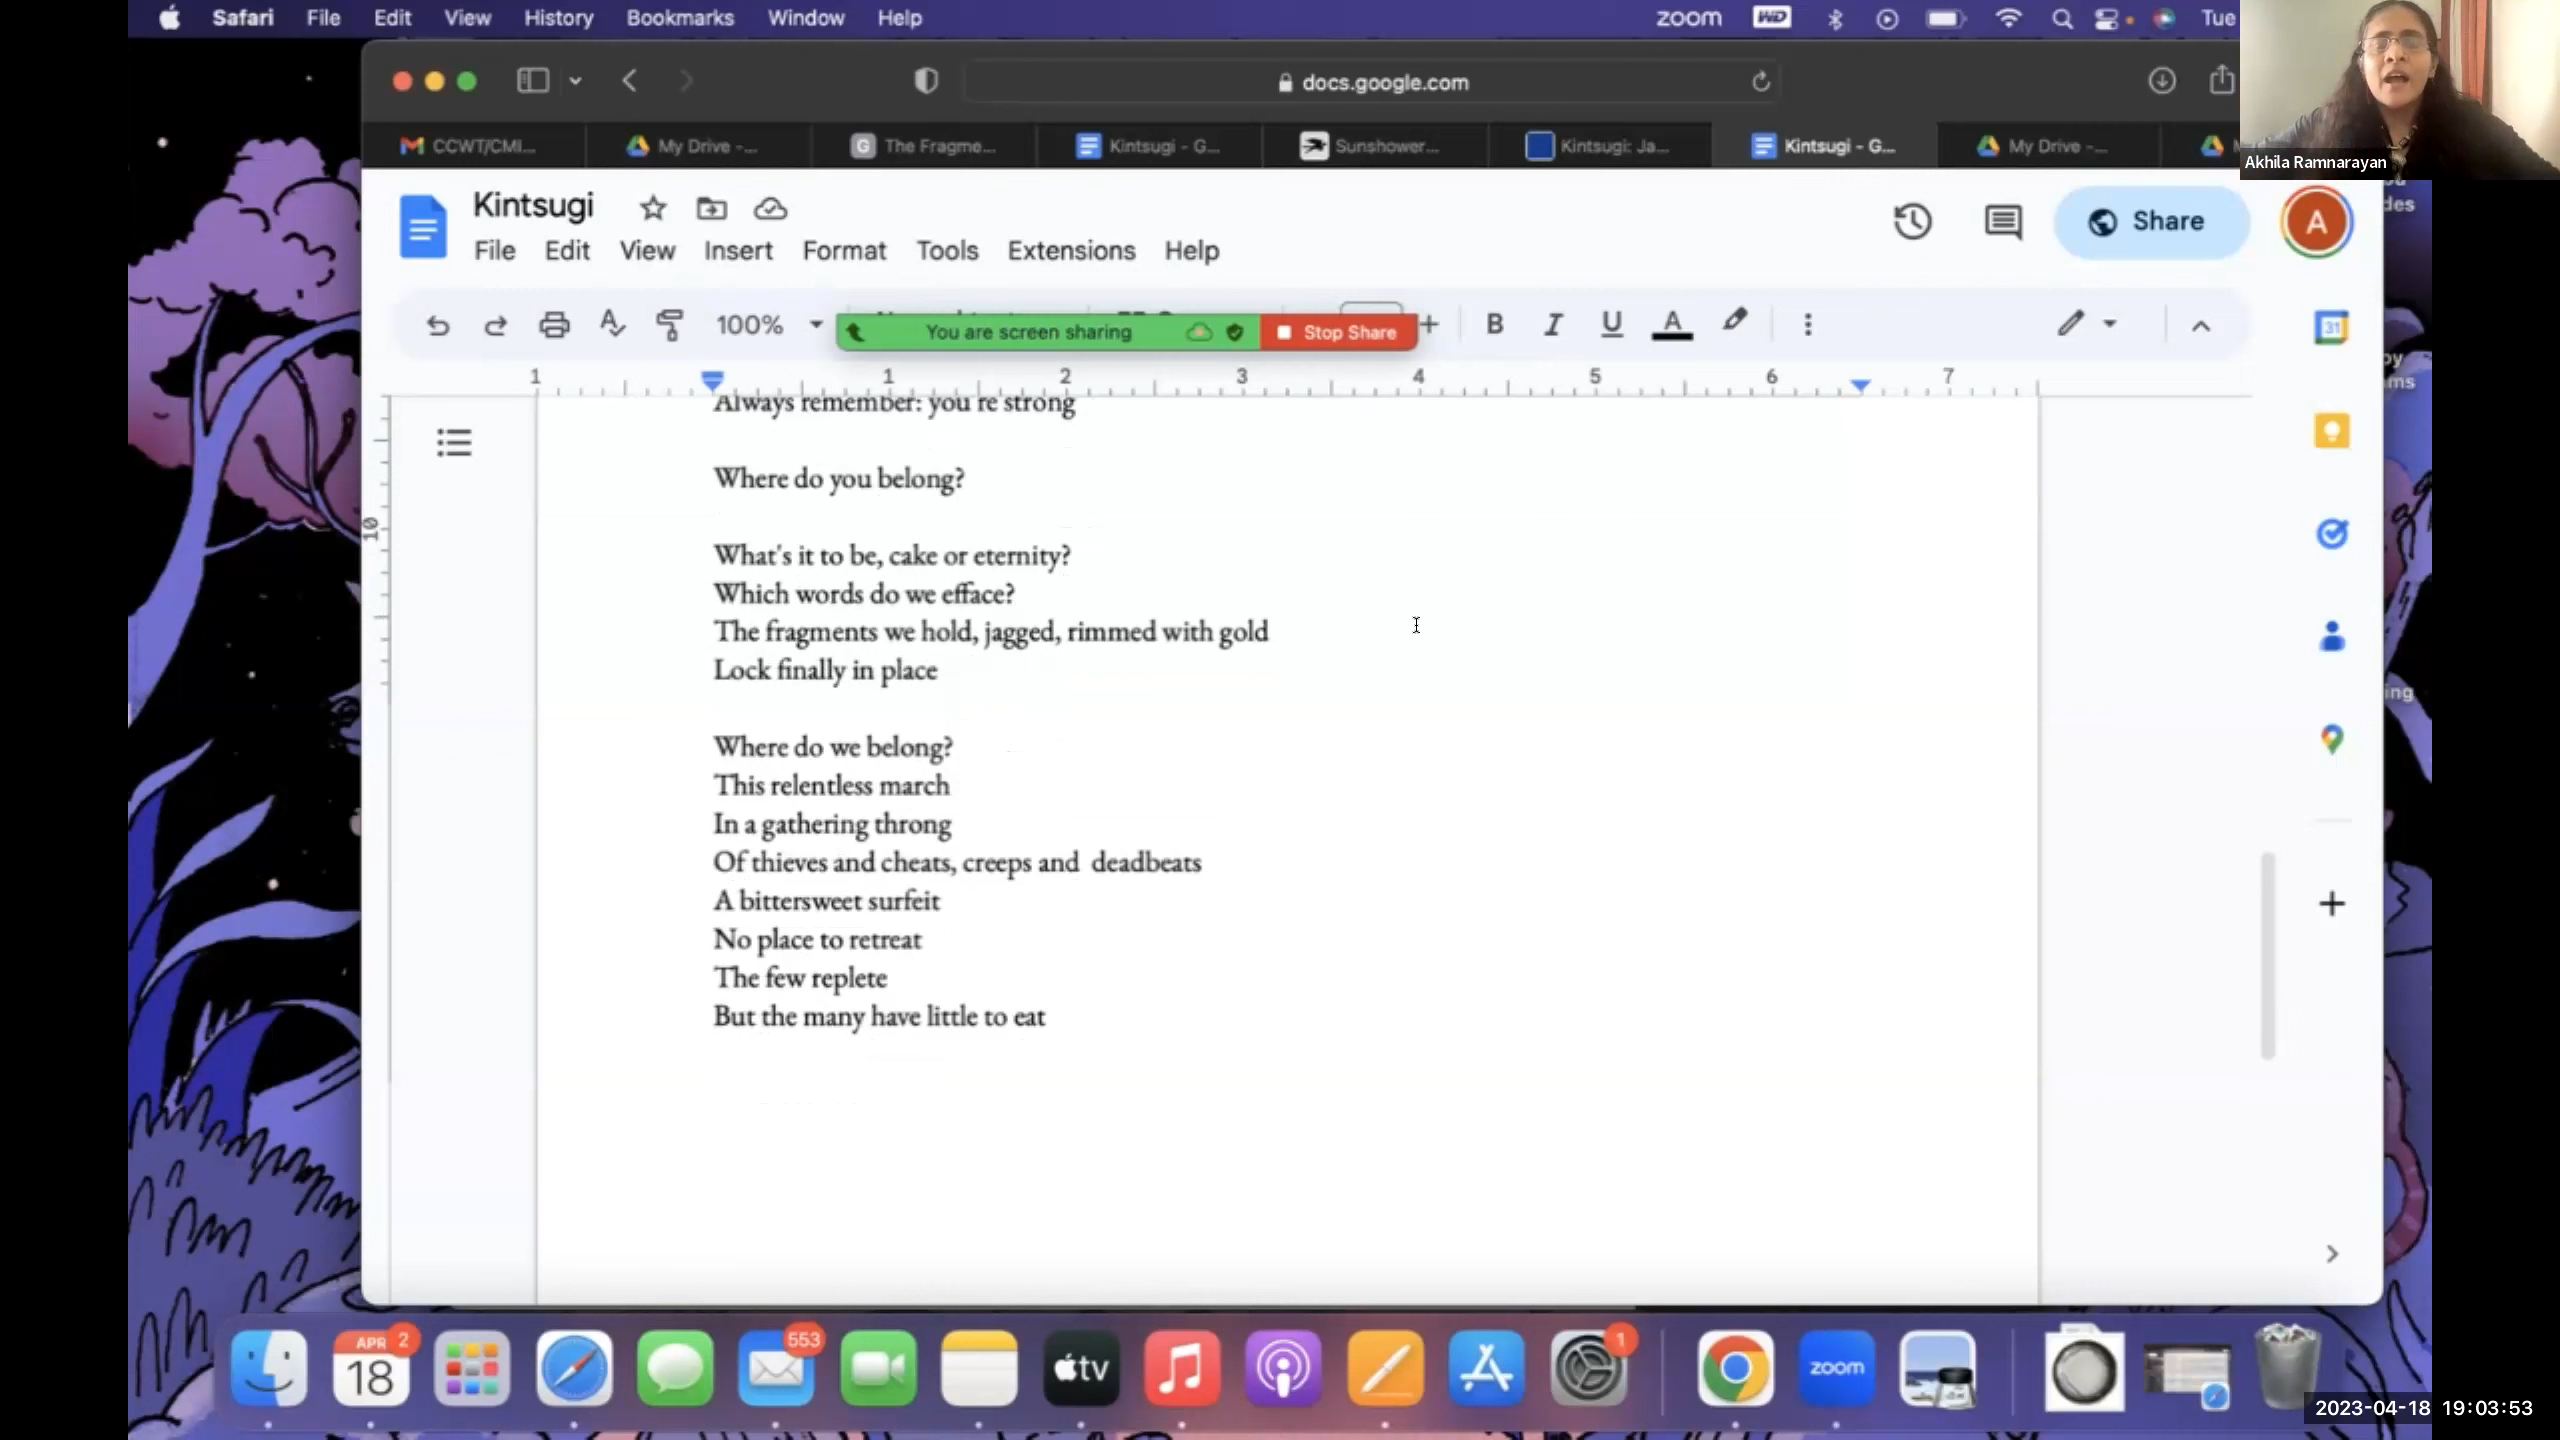 Safari File Edit View History Bookmarks Window Help zoom WD Tue
docs.google.com
CCWT/CMI... My Drive -... The Fragme... Kintsugi - G... Sunshower... Kintsugi: Ja... Kintsugi - G... My Drive -...
Akhila Ramnarayan
Kintsugi
Share
A
File Edit View Insert Format Tools Extensions Help
100%
You are screen sharing Stop Share
B I U A
31
1 1 2 3 4 5 6 7
Always remember: you're strong
Where do you belong?
10
What's it to be, cake or eternity?
Which words do we efface?
The fragments we hold, jagged, rimmed with gold
Lock finally in place
Where do we belong?
This relentless march
In a gathering throng
Of thieves and cheats, creeps and  deadbeats
A bittersweet surfeit
No place to retreat
The few replete
But the many have little to eat
APR 2
18
553
tv
1
zoom
2023-04-18 19:03:53